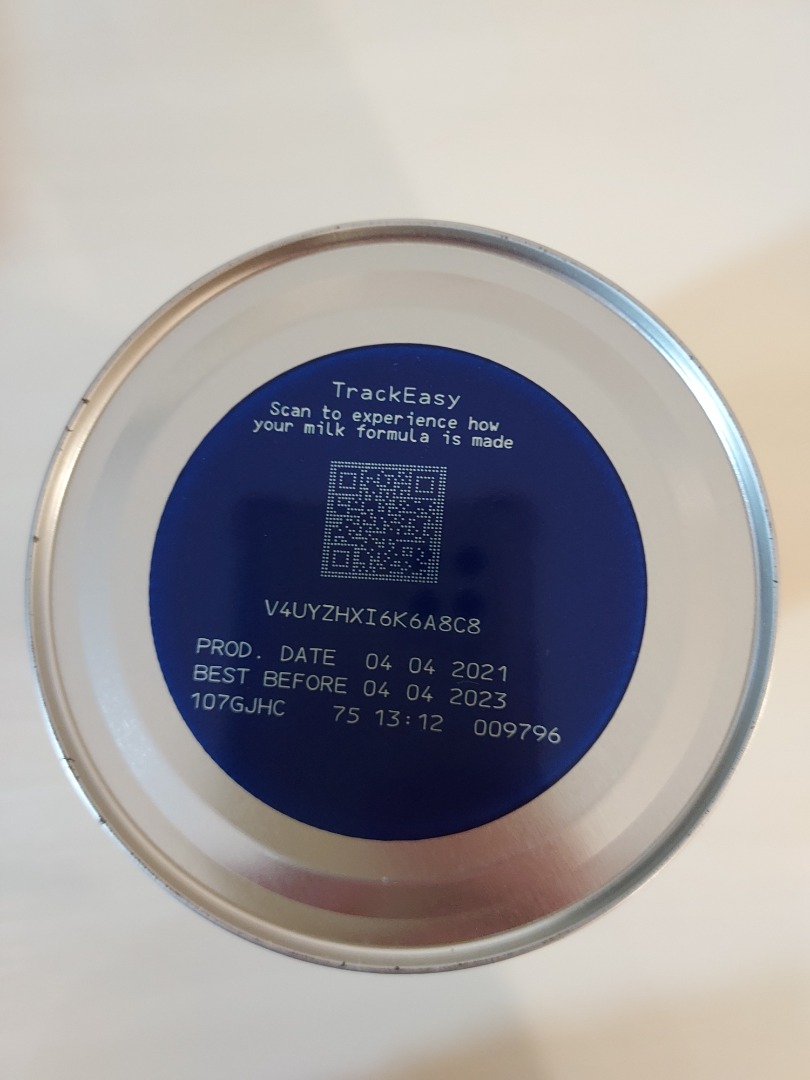 TrackEasy
Scan to experience how
your milk formula is made
V4UYZHXI6K6A8C8
PROD. DATE 04 04 2021
BEST BEFORE 04 04 2023
107GJHC 75 13:12 009796